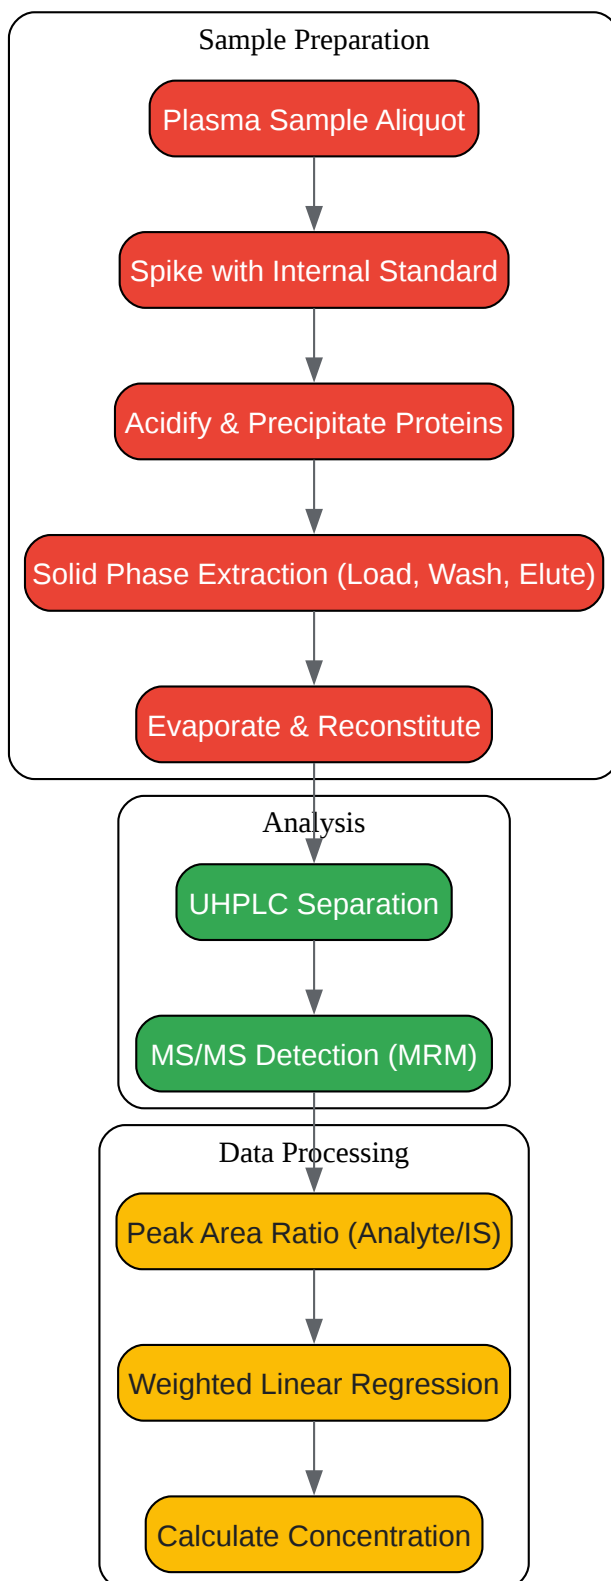 Sample Preparation
Plasma Sample Aliquot
Spike with Internal Standard
Acidify & Precipitate Proteins
Solid Phase Extraction (Load, Wash, Elute)
Evaporate & Reconstitute
Analysis
UHPLC Separation
MS/MS Detection (MRM)
Data Processing
Peak Area Ratio (Analyte/IS)
Weighted Linear Regression
Calculate Concentration